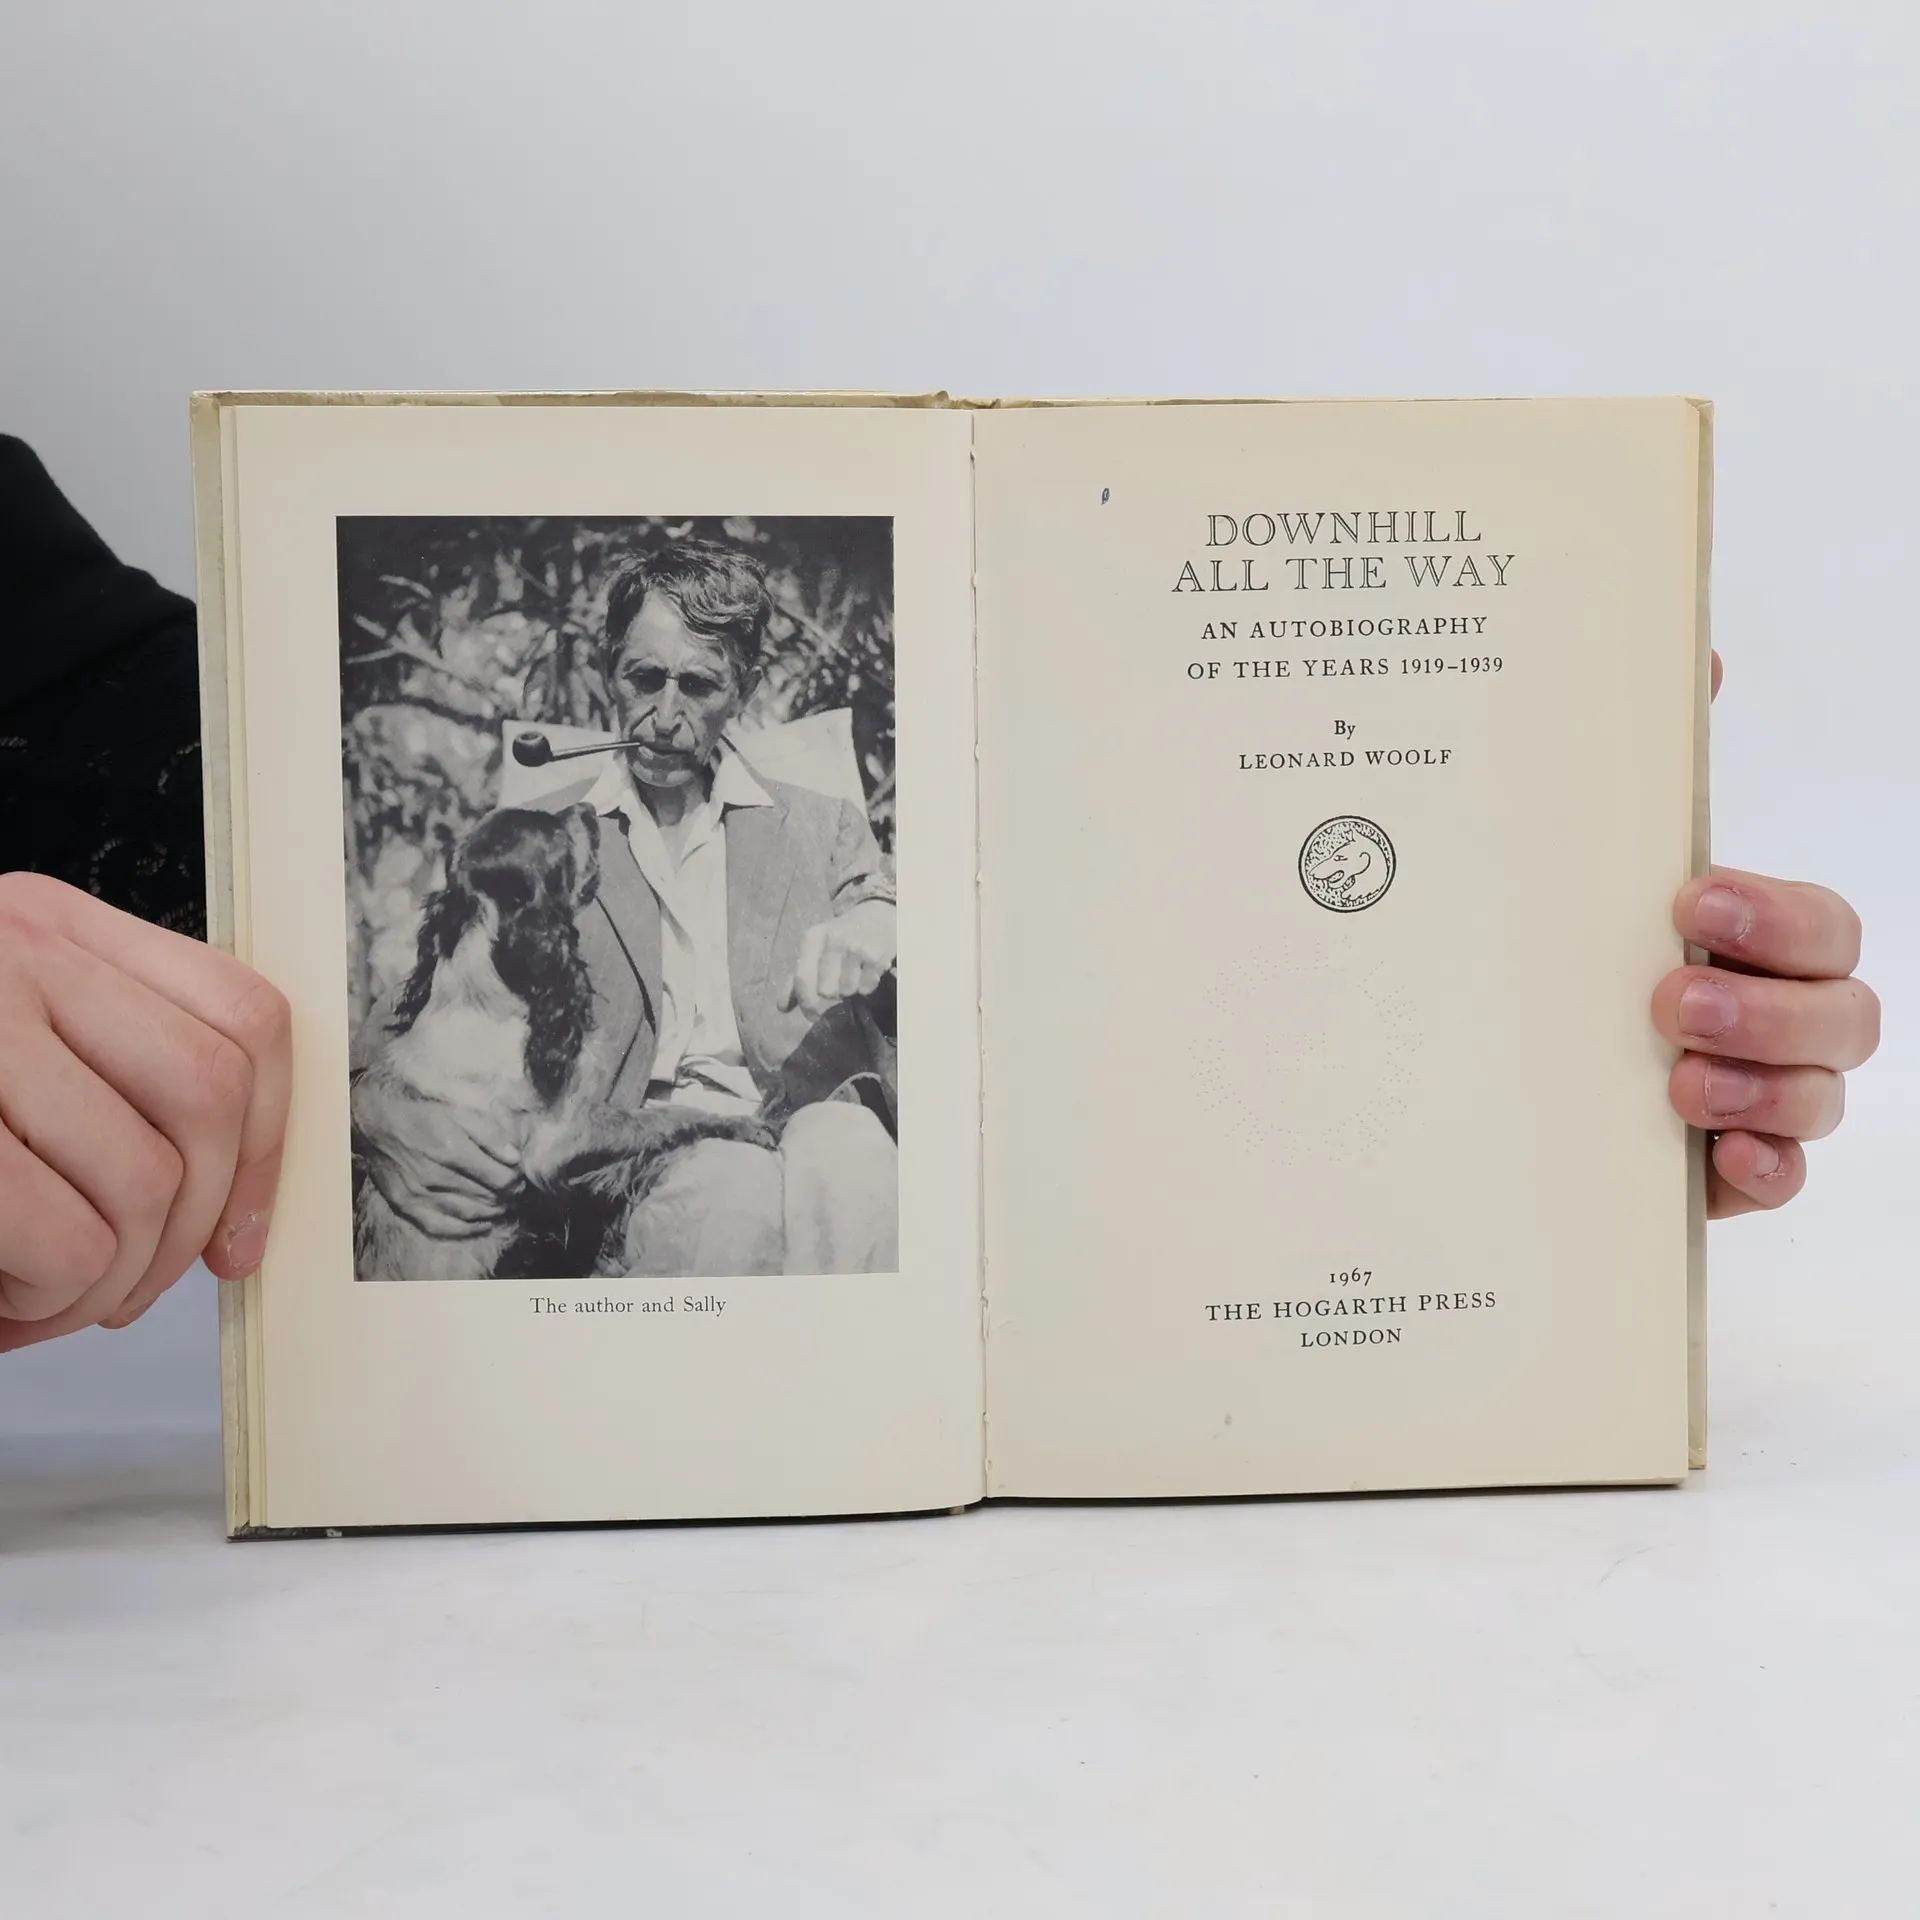 The author and Sally
DOWNHILL
ALL THE WAY
AN AUTOBIOGRAPHY
OF THE YEARS 1919–1939
By
LEONARD WOOLF
1967
THE HOGARTH PRESS
LONDON